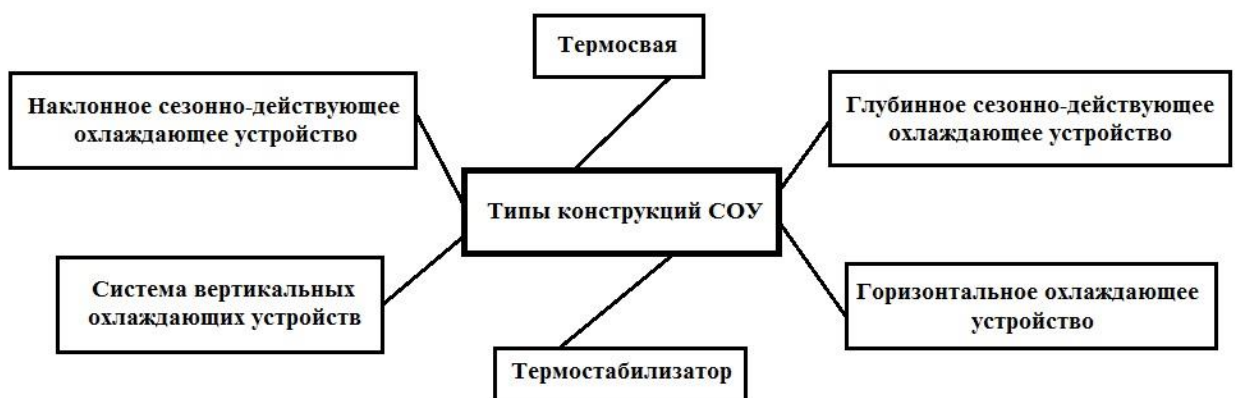 Термосвая
Наклонное сезонно-действующее
охлаждающее устройство
Глубинное сезонно-действующее
охлаждающее устройство
Типы конструкций СОУ
Система вертикальных
охлаждающих устройств
Горизонтальное охлаждающее
устройство
Термостабилизатор